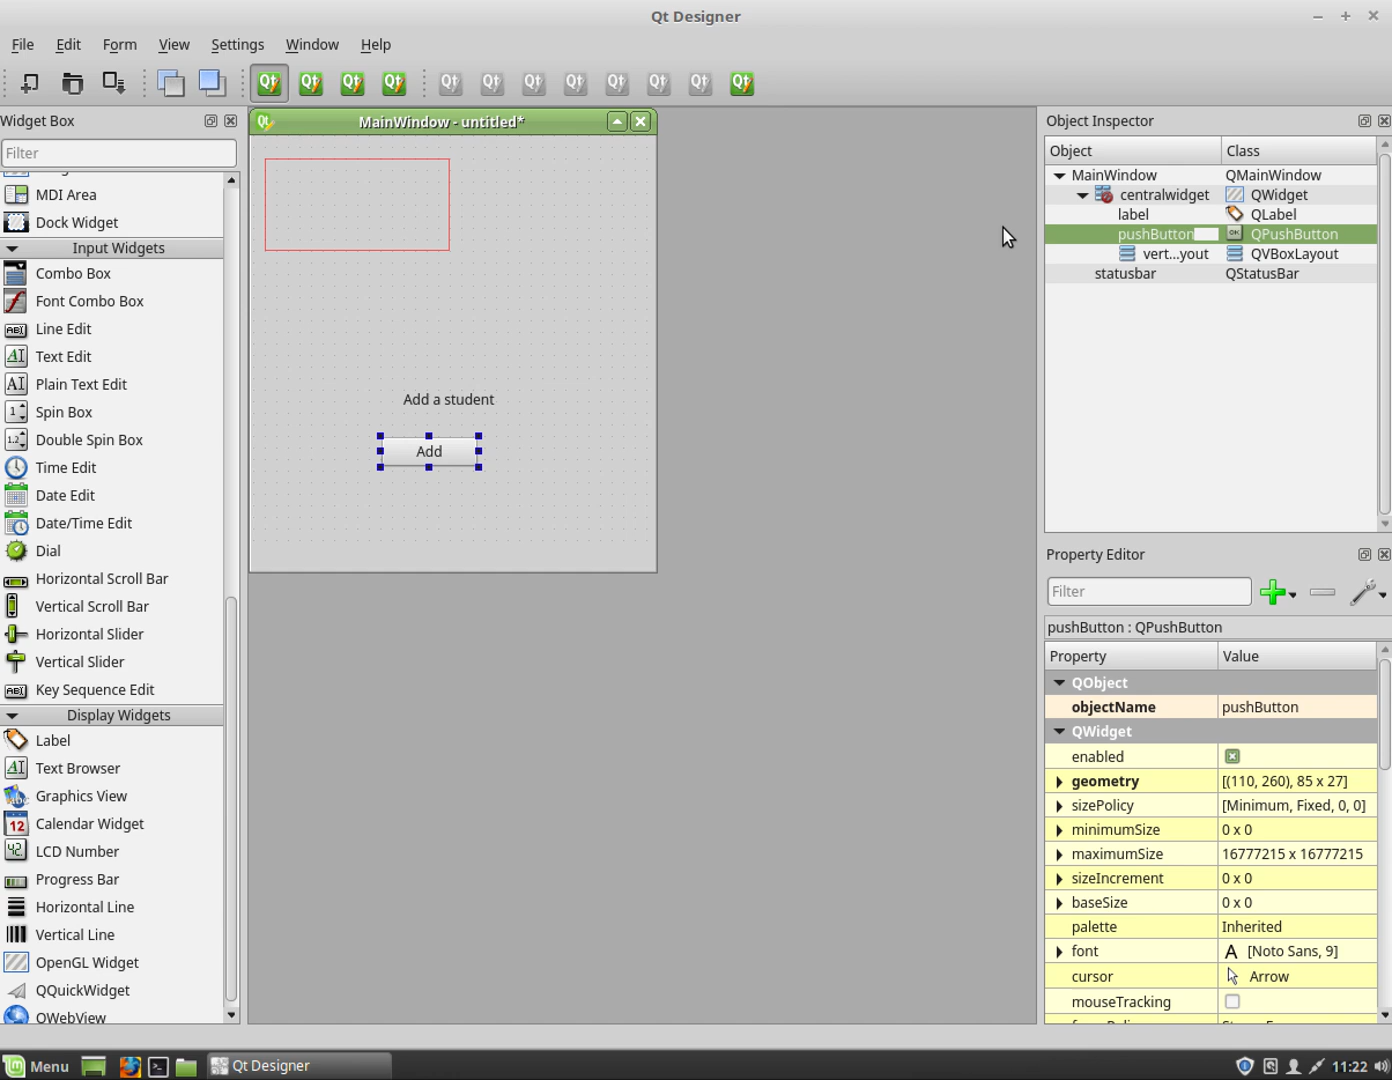 Qt Designer
File Edit Form View Settings Window Help
Widget Box
Filter
MDI Area
Dock Widget
Input Widgets
Combo Box
Font Combo Box
Line Edit
Text Edit
Plain Text Edit
Spin Box
Double Spin Box
Time Edit
Date Edit
Date/Time Edit
Dial
Horizontal Scroll Bar
Vertical Scroll Bar
Horizontal Slider
Vertical Slider
Key Sequence Edit
Display Widgets
Label
Text Browser
Graphics View
Calendar Widget
LCD Number
Progress Bar
Horizontal Line
Vertical Line
OpenGL Widget
QQuickWidget
QWebView
MainWindow - untitled*
Add a student
Add
Object Inspector
Object Class
MainWindow QMainWindow
centralwidget QWidget
label QLabel
pushButton QPushButton
vert...yout QVBoxLayout
statusbar QStatusBar
Property Editor
Filter
pushButton : QPushButton
Property Value
QObject
objectName pushButton
QWidget
enabled
geometry [(110, 260), 85 x 27]
sizePolicy [Minimum, Fixed, 0, 0]
minimumSize 0 x 0
maximumSize 16777215 x 16777215
sizeIncrement 0 x 0
baseSize 0 x 0
palette Inherited
font A [Noto Sans, 9]
cursor Arrow
mouseTracking
Menu Qt Designer 11:22